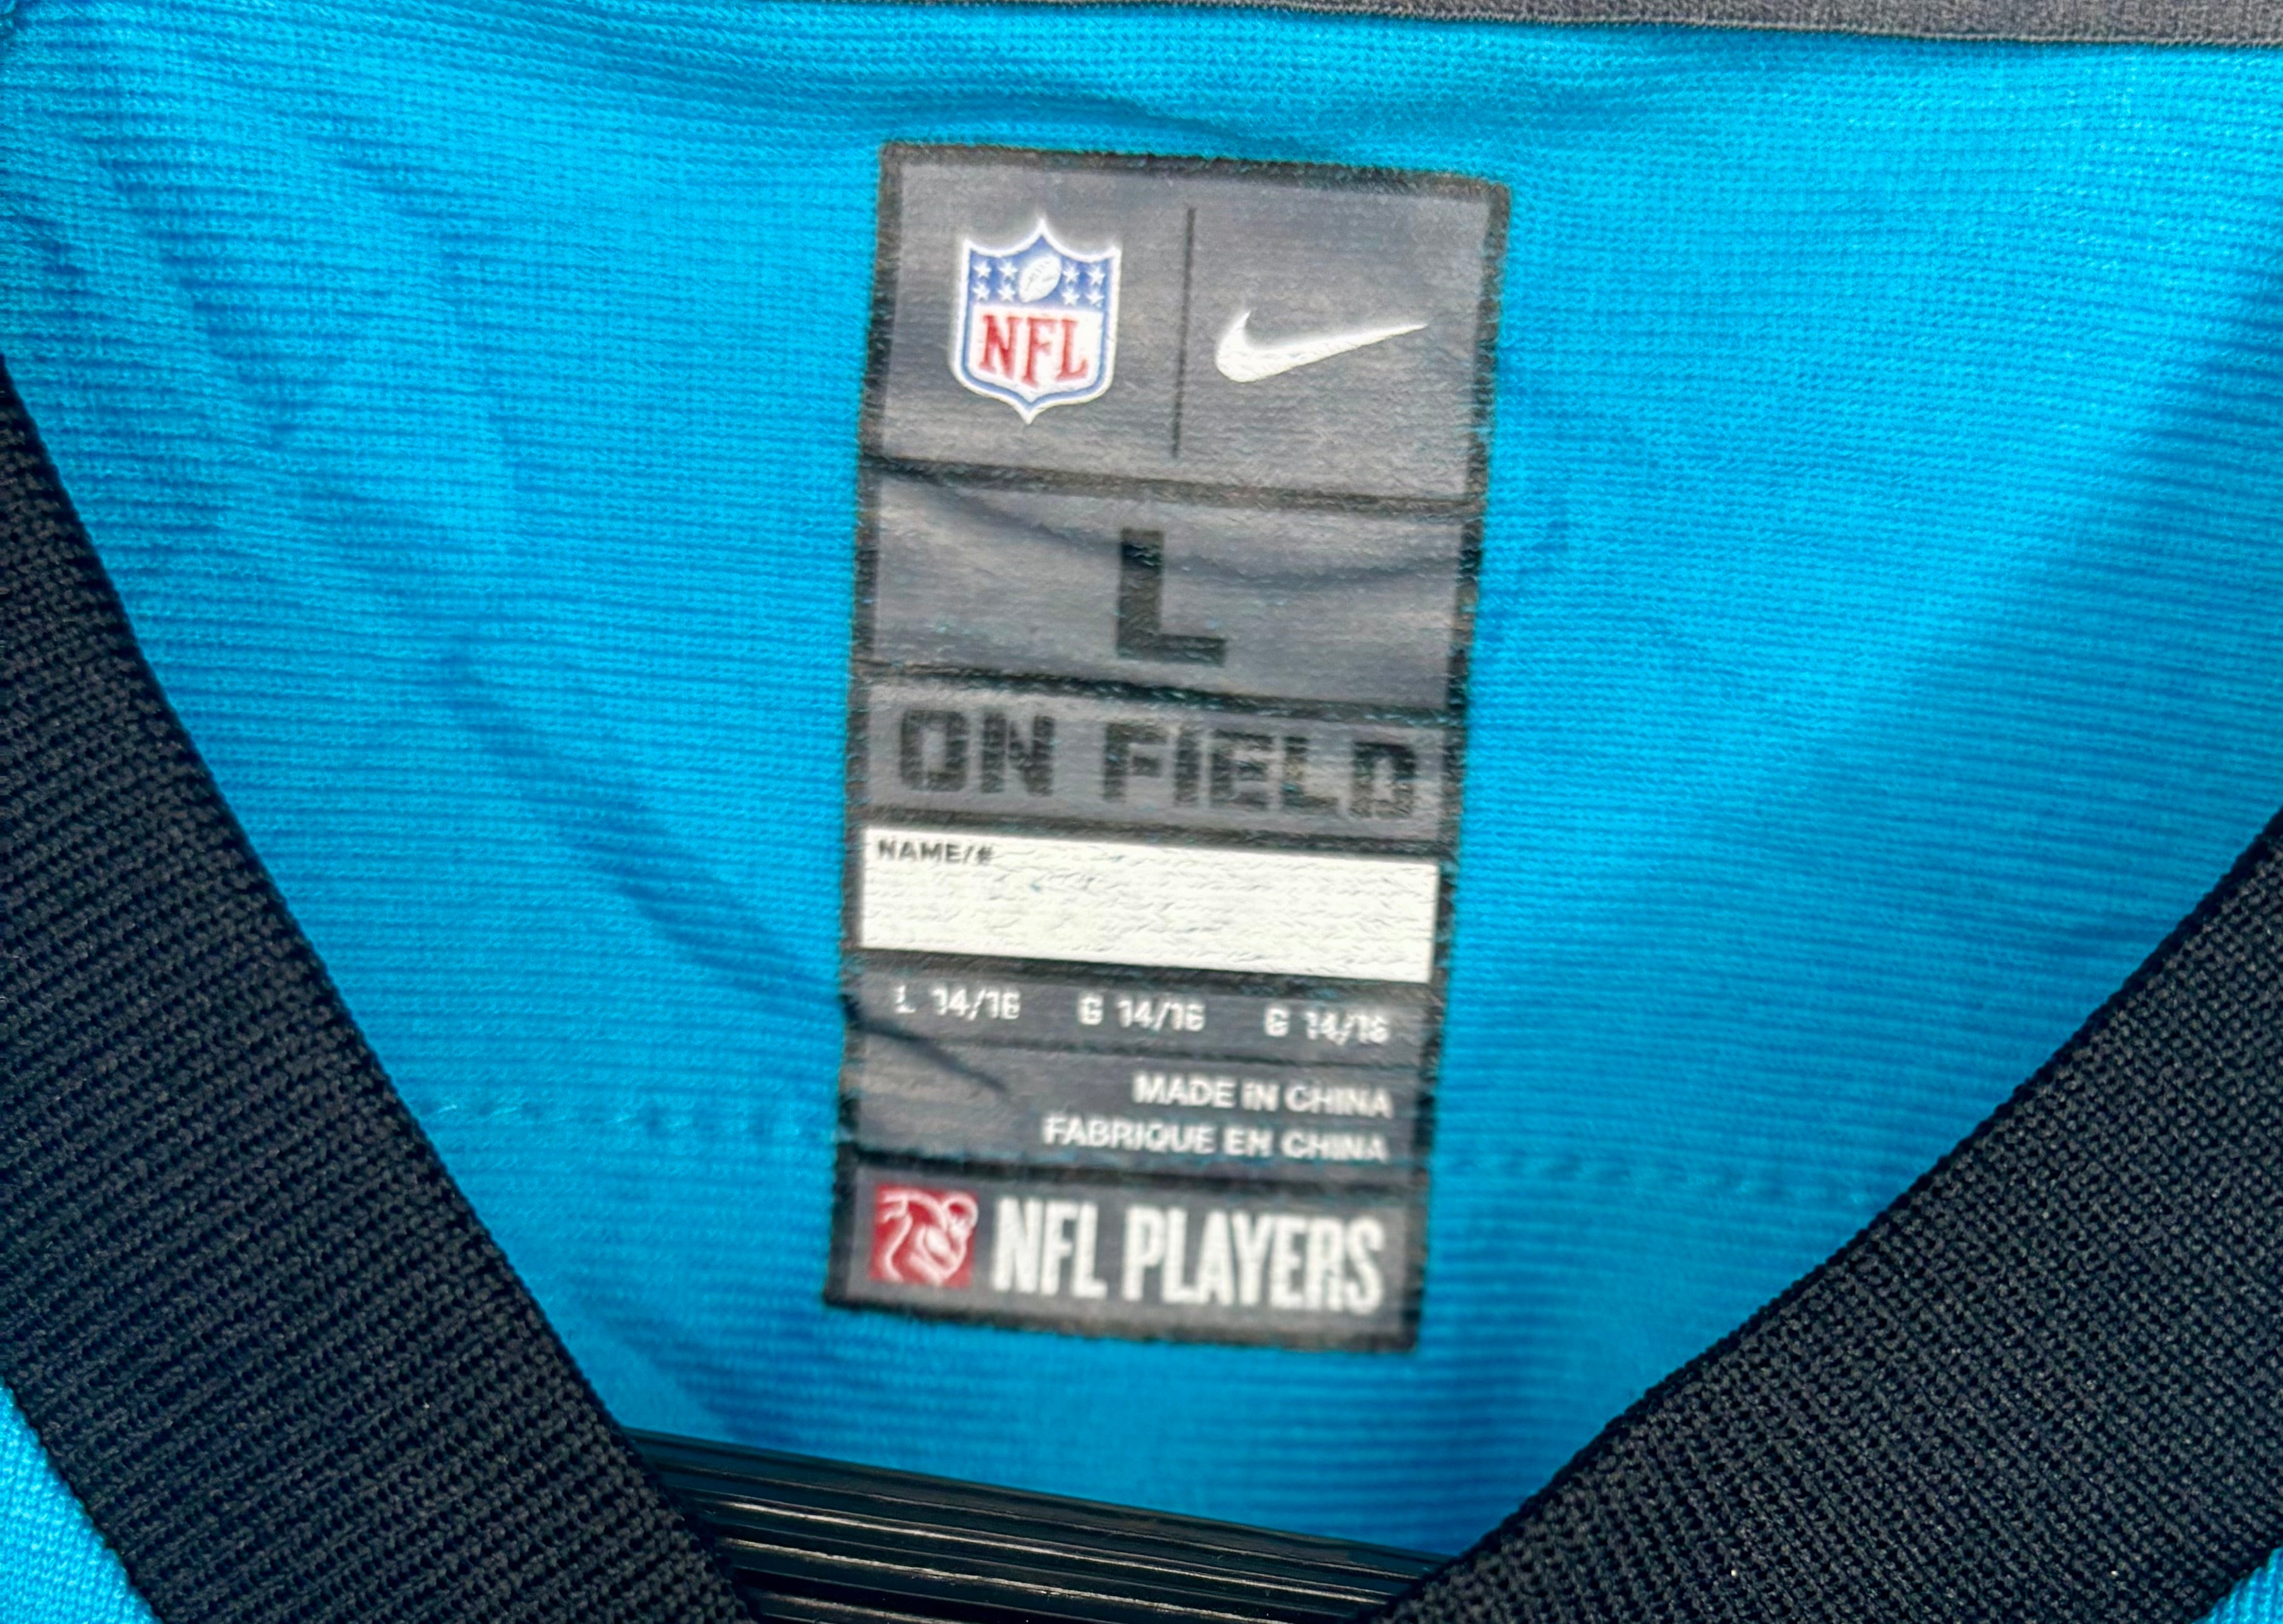 NFL
L
ON FIELD
NAME/#
L 14/16 G 14/16 G 14/16
MADE IN CHINA
FABRIQUE EN CHINA
NFL PLAYERS